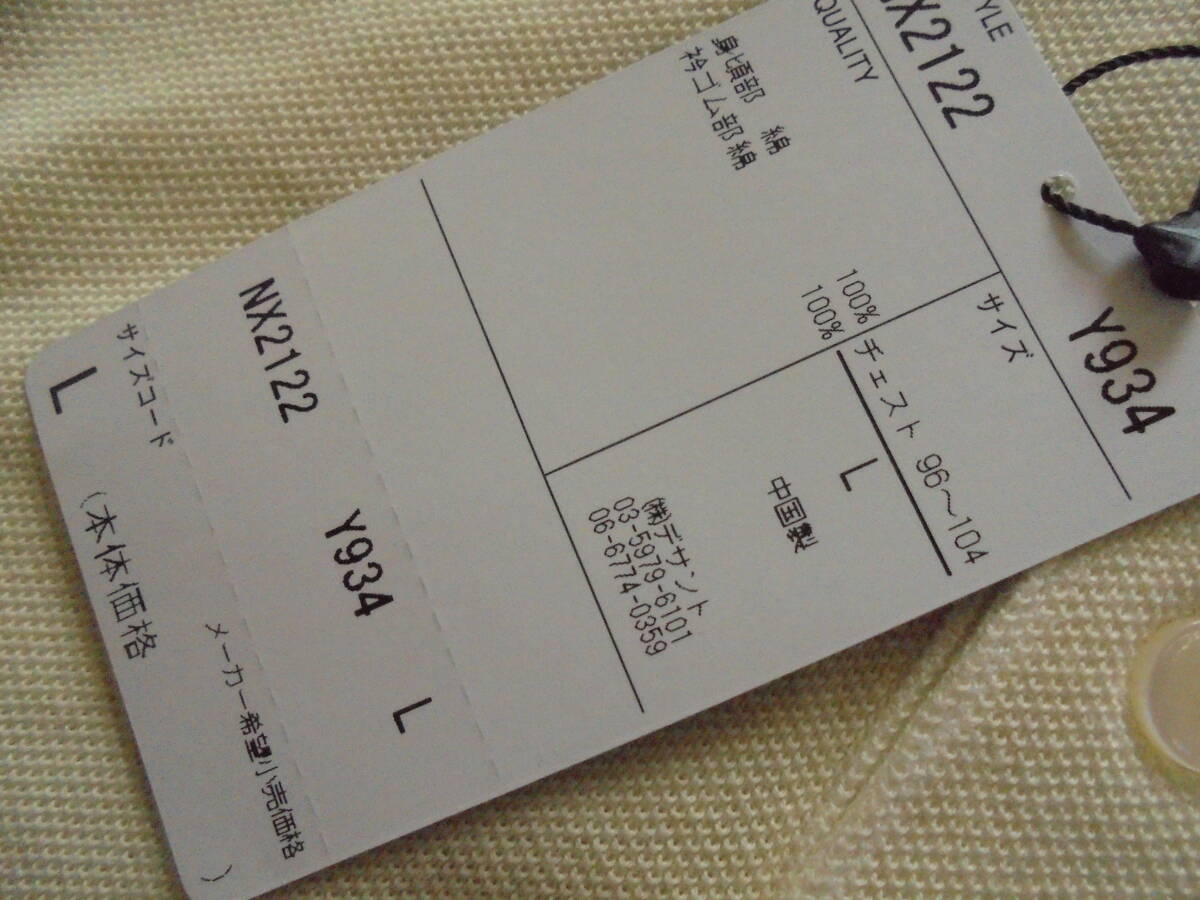 YLE
NX2122 Y934
QUALITY サイズ
身頃部 綿 100%
衿ゴム部綿 100%
チェスト 96~104
L
中国製
㈱デサント
03-5979-6101
06-6774-0359
NX2122 Y934 L
サイズコード メーカー希望小売価格
L (本体価格 )